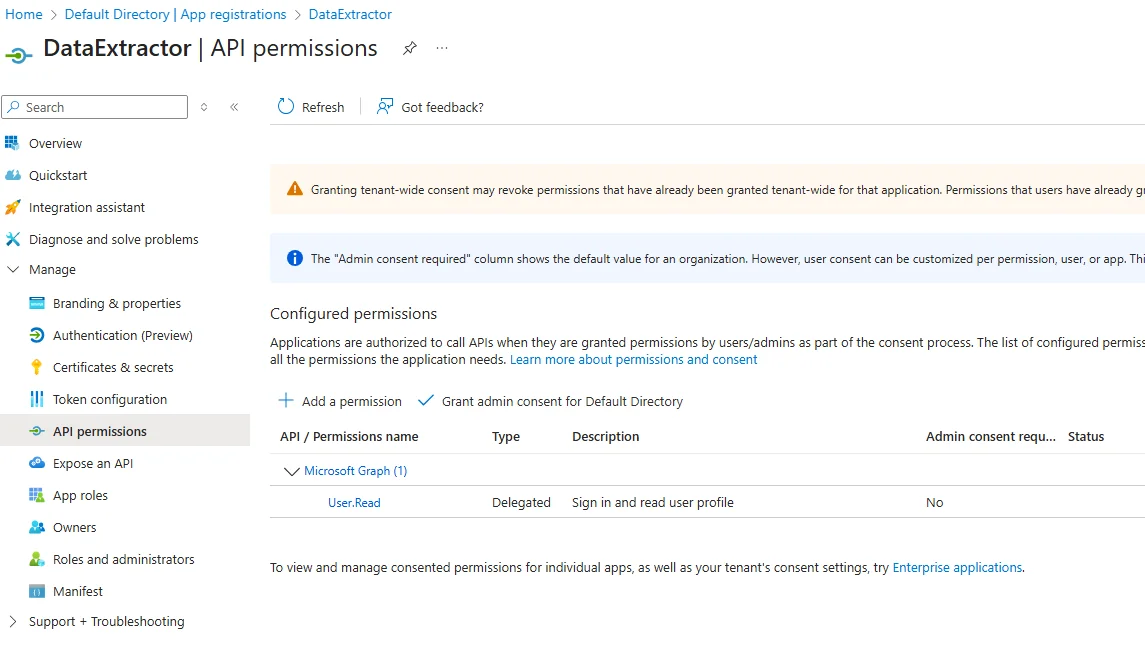 Home > Default Directory | App registrations > DataExtractor
DataExtractor | API permissions
Search
Refresh
Got feedback?
Overview
Quickstart
Integration assistant
Diagnose and solve problems
Manage
Branding & properties
Authentication (Preview)
Certificates & secrets
Token configuration
API permissions
Expose an API
App roles
Owners
Roles and administrators
Manifest
Support + Troubleshooting
Granting tenant-wide consent may revoke permissions that have already been granted tenant-wide for that application. Permissions that users have already gr
The "Admin consent required" column shows the default value for an organization. However, user consent can be customized per permission, user, or app. Thi
Configured permissions
Applications are authorized to call APIs when they are granted permissions by users/admins as part of the consent process. The list of configured permiss
all the permissions the application needs. Learn more about permissions and consent
Add a permission Grant admin consent for Default Directory
API / Permissions name Type Description Admin consent requ... Status
Microsoft Graph (1)
User.Read Delegated Sign in and read user profile No
To view and manage consented permissions for individual apps, as well as your tenant's consent settings, try Enterprise applications.